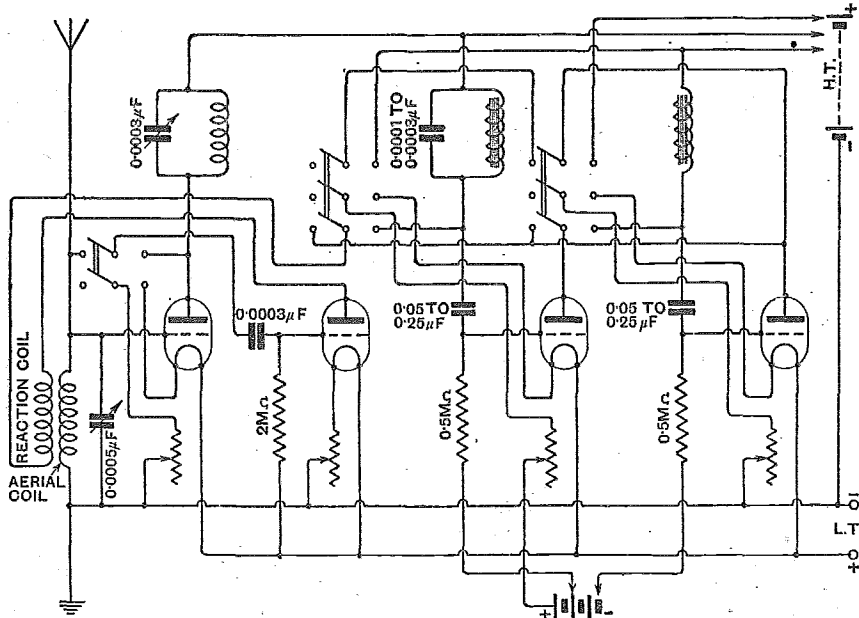 +
H.T.
-
0·0003μF
0·0001 TO
0·0003μF
0·0003μF
0·05 TO
0·25μF
0·05 TO
0·25μF
REACTION COIL
AERIAL
COIL
0·0005μF
2MΩ
0·5MΩ
0·5MΩ
-
L.T
+
+
-